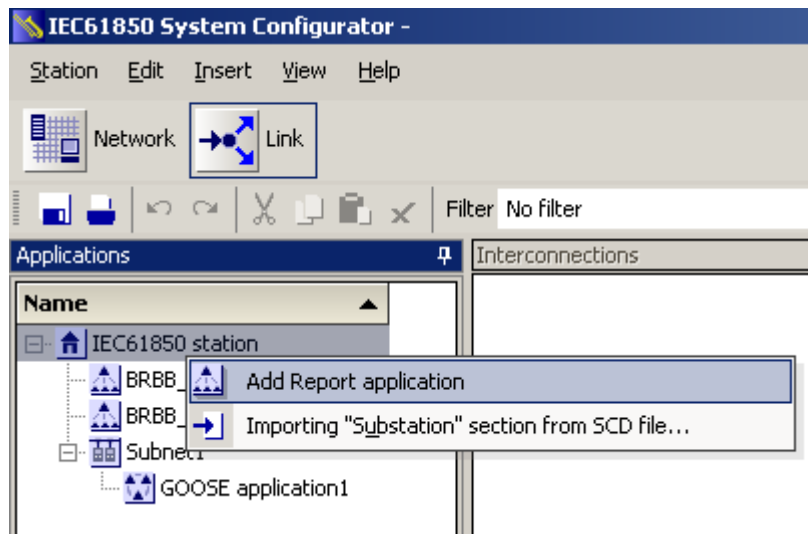 IEC61850 System Configurator -
Station Edit Insert View Help
Network Link
Filter No filter
Applications
Interconnections
Name
IEC61850 station
BRBB_
Add Report application
BRBB_
Importing "Substation" section from SCD file...
Subnet1
GOOSE application1